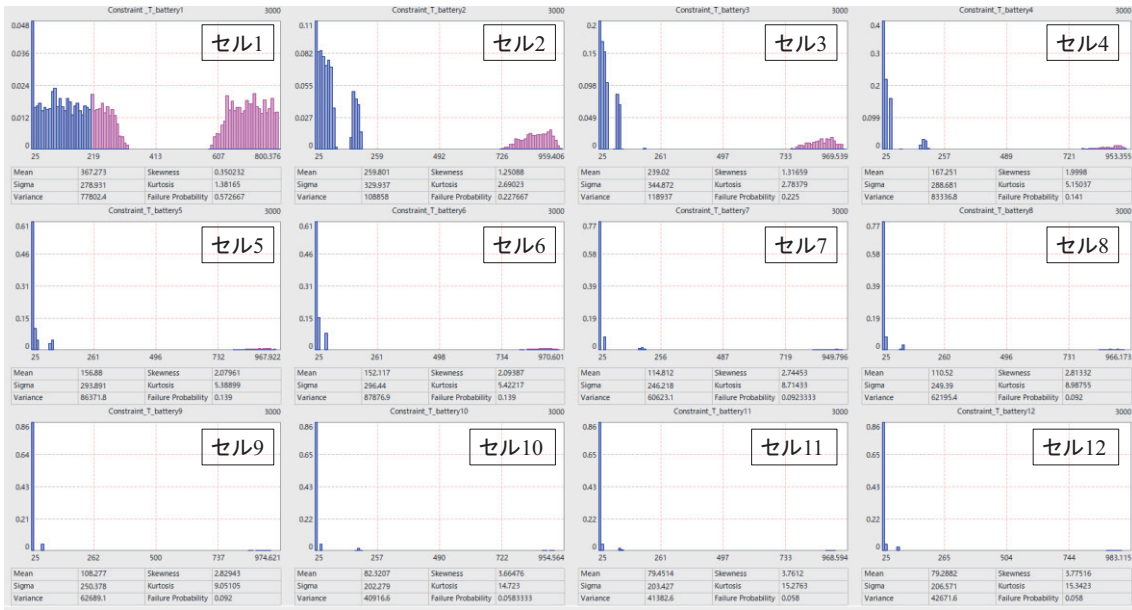 Constraint _T_battery1 3000
0.048
セル1
0.036
0.024
0.012
0
25 219 413 607 800.376
Mean 367.273 Skewness 0.350232
Sigma 278.931 Kurtosis 1.38165
Variance 77802.4 Failure Probability 0.572667
Constraint_T_battery2 3000
0.11
セル2
0.082
0.055
0.027
0
25 259 492 726 959.406
Mean 259.801 Skewness 1.25088
Sigma 329.937 Kurtosis 2.69023
Variance 108858 Failure Probability 0.227667
Constraint_T_battery3 3000
0.2
セル3
0.15
0.098
0.049
0
25 261 497 733 969.539
Mean 239.02 Skewness 1.31659
Sigma 344.872 Kurtosis 2.78379
Variance 118937 Failure Probability 0.225
Constraint_T_battery4 3000
0.4
セル4
0.3
0.2
0.099
0
25 257 489 721 953.355
Mean 167.251 Skewness 1.9998
Sigma 288.681 Kurtosis 5.15037
Variance 83336.8 Failure Probability 0.141
Constraint_T_battery5 3000
0.61
セル5
0.46
0.31
0.15
0
25 261 496 732 967.922
Mean 156.88 Skewness 2.07961
Sigma 293.891 Kurtosis 5.38899
Variance 86371.8 Failure Probability 0.139
Constraint_T_battery6 3000
0.61
セル6
0.46
0.31
0.15
0
25 261 498 734 970.601
Mean 152.117 Skewness 2.09387
Sigma 296.44 Kurtosis 5.42217
Variance 87876.9 Failure Probability 0.139
Constraint_T_battery7 3000
0.77
セル7
0.58
0.39
0.19
0
25 256 487 719 949.796
Mean 114.812 Skewness 2.74453
Sigma 246.218 Kurtosis 8.71433
Variance 60623.1 Failure Probability 0.0923333
Constraint_T_battery8 3000
0.77
セル8
0.58
0.39
0.19
0
25 260 496 731 966.173
Mean 110.52 Skewness 2.81332
Sigma 249.39 Kurtosis 8.98755
Variance 62195.4 Failure Probability 0.092
Constraint_T_battery9 3000
0.86
セル9
0.64
0.43
0.21
0
25 262 500 737 974.621
Mean 108.277 Skewness 2.82943
Sigma 250.378 Kurtosis 9.05105
Variance 62689.1 Failure Probability 0.092
Constraint_T_battery10 3000
0.86
セル10
0.65
0.43
0.22
0
25 257 490 722 954.564
Mean 82.3207 Skewness 3.66476
Sigma 202.279 Kurtosis 14.723
Variance 40916.6 Failure Probability 0.0583333
Constraint_T_battery11 3000
0.86
セル11
0.65
0.43
0.22
0
25 261 497 733 968.594
Mean 79.4514 Skewness 3.7612
Sigma 203.427 Kurtosis 15.2763
Variance 41382.6 Failure Probability 0.058
Constraint_T_battery12 3000
0.86
セル12
0.65
0.43
0.22
0
25 265 504 744 983.115
Mean 79.2882 Skewness 3.77516
Sigma 206.571 Kurtosis 15.3423
Variance 42671.6 Failure Probability 0.058